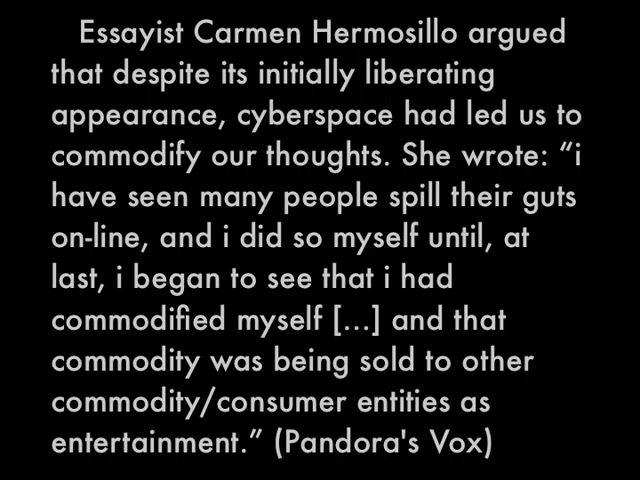 Essayist Carmen Hermosillo argued
that despite its initially liberating
appearance, cyberspace had led us to
commodify our thoughts. She wrote: “i
have seen many people spill their guts
on-line, and i did so myself until, at
last, i began to see that i had
commodified myself [...] and that
commodity was being sold to other
commodity/consumer entities as
entertainment.” (Pandora's Vox)